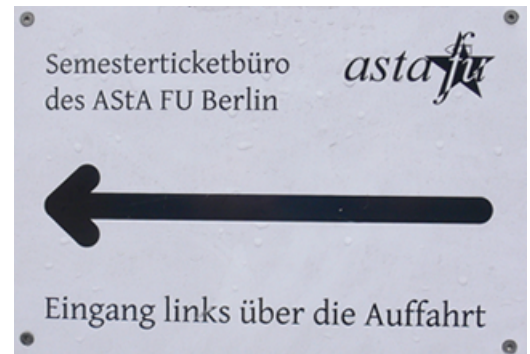 Semesterticketbüro
des AStA FU Berlin
asta fu
Eingang links über die Auffahrt